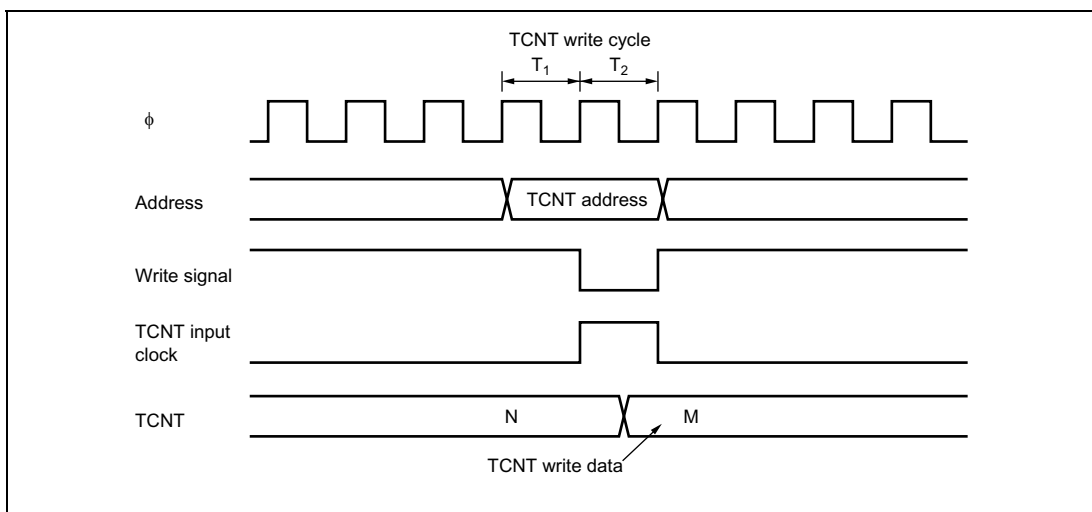 TCNT write cycle
T1 T2
ϕ
Address
TCNT address
Write signal
TCNT input
clock
TCNT
N
M
TCNT write data